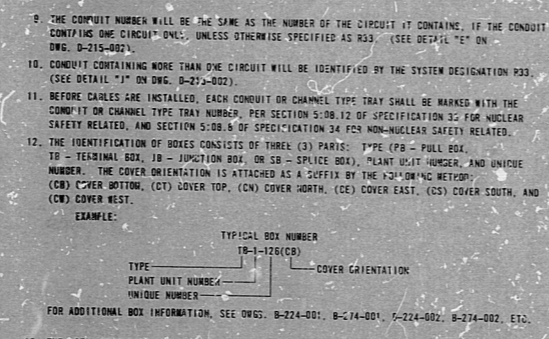 9. THE CONDUIT NUMBER WILL BE THE SAME AS THE NUMBER OF THE CIRCUIT IT CONTAINS, IF THE CONDUIT
CONTAINS ONE CIRCUIT ONLY, UNLESS OTHERWISE SPECIFIED AS R33. (SEE DETAIL "E" ON
DWG. D-215-002).
10. CONDUIT CONTAINING MORE THAN ONE CIRCUIT WILL BE IDENTIFIED BY THE SYSTEM DESIGNATION R33.
(SEE DETAIL "J" ON DWG. D-215-002).
11. BEFORE CABLES ARE INSTALLED, EACH CONDUIT OR CHANNEL TYPE TRAY SHALL BE MARKED WITH THE
CONDUIT OR CHANNEL TYPE TRAY NUMBER, PER SECTION 5:08.12 OF SPECIFICATION 33 FOR NUCLEAR
SAFETY RELATED, AND SECTION 5:08.8 OF SPECIFICATION 34 FOR NON-NUCLEAR SAFETY RELATED.
12. THE IDENTIFICATION OF BOXES CONSISTS OF THREE (3) PARTS: TYPE (PB - PULL BOX,
TB - TERMINAL BOX, JB - JUNCTION BOX, OR SB - SPLICE BOX), PLANT UNIT NUMBER, AND UNIQUE
NUMBER. THE COVER ORIENTATION IS ATTACHED AS A SUFFIX BY THE FOLLOWING METHOD:
(CB) COVER BOTTOM, (CT) COVER TOP, (CN) COVER NORTH, (CE) COVER EAST, (CS) COVER SOUTH, AND
(CW) COVER WEST.
EXAMPLE:
TYPICAL BOX NUMBER
TB-1-126(CB)
TYPE
COVER ORIENTATION
PLANT UNIT NUMBER
UNIQUE NUMBER
FOR ADDITIONAL BOX INFORMATION, SEE DWGS. B-224-001, B-274-001, B-224-002, B-274-002, ETC.